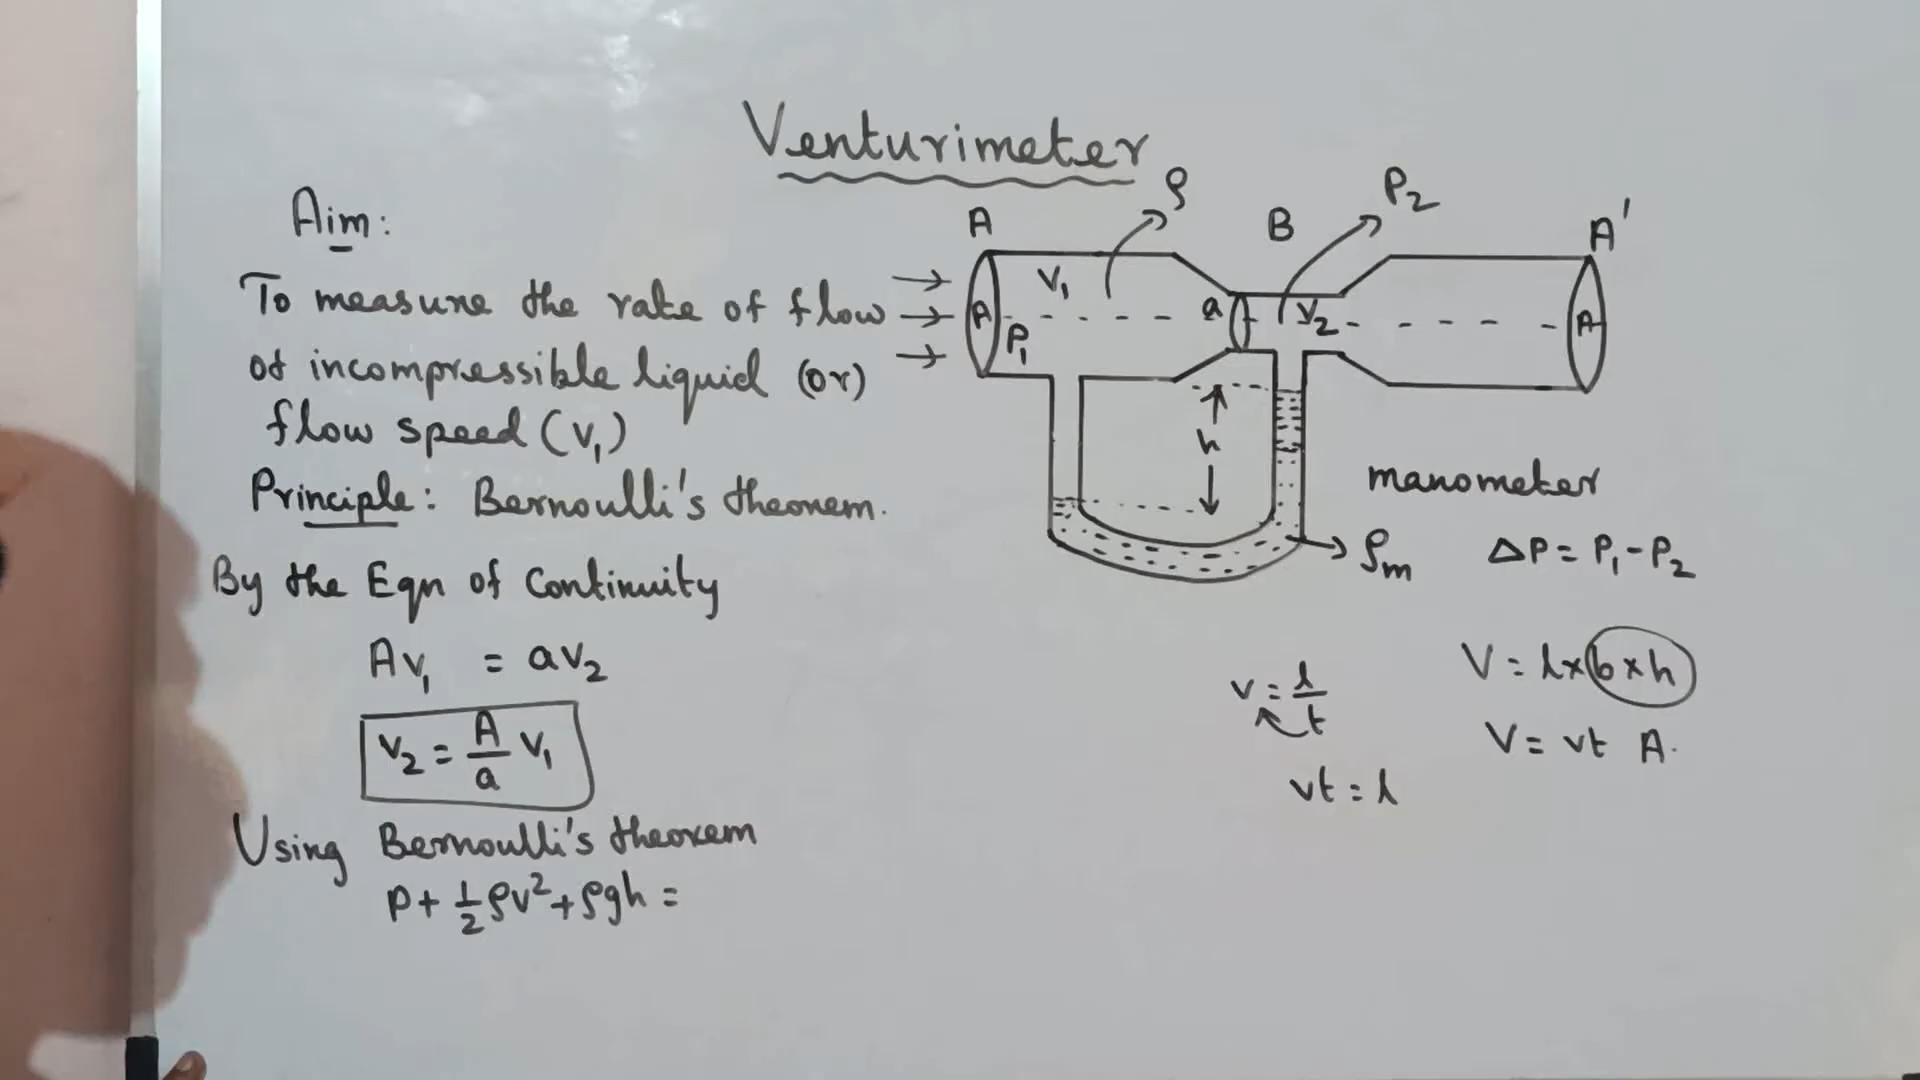 Venturimeter
Aim:
To measure the rate of flow
of incompressible liquid (or)
flow speed (v₁)
Principle: Bernoulli's theorem.
By the Eqn of Continuity
Av₁ = av₂
v₂ = A/a v₁
Using Bernoulli's theorem
P + 1/2 ρv² + ρgh =
A ρ B P₂ A'
A V₁ P₁ a V₂ A
h
manometer
ρm ΔP = P₁ - P₂
v = l/t
vt = l
V = l × b × h
V = vt A.